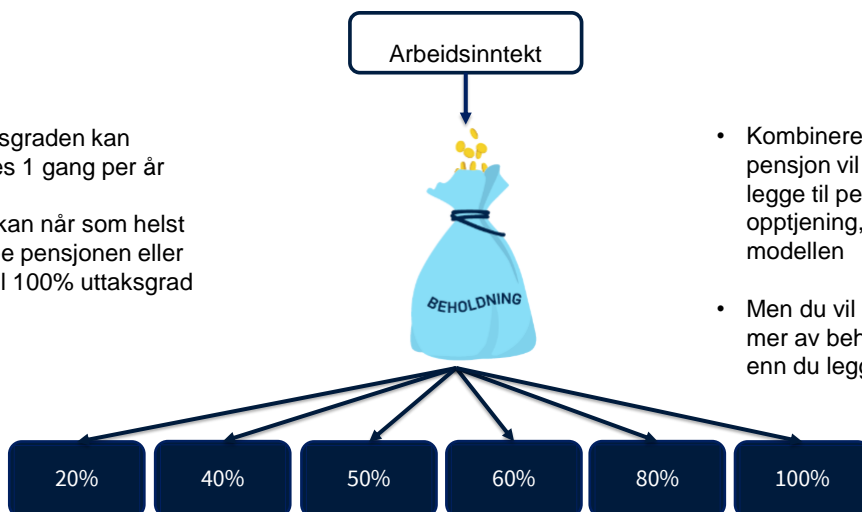 Arbeidsinntekt
sgraden kan
es 1 gang per år
kan når som helst
e pensjonen eller
l 100% uttaksgrad
• Kombinere
pensjon vil
legge til pe
opptjening,
modellen
• Men du vil
mer av beh
enn du legg
BEHOLDNING
20% 40% 50% 60% 80% 100%